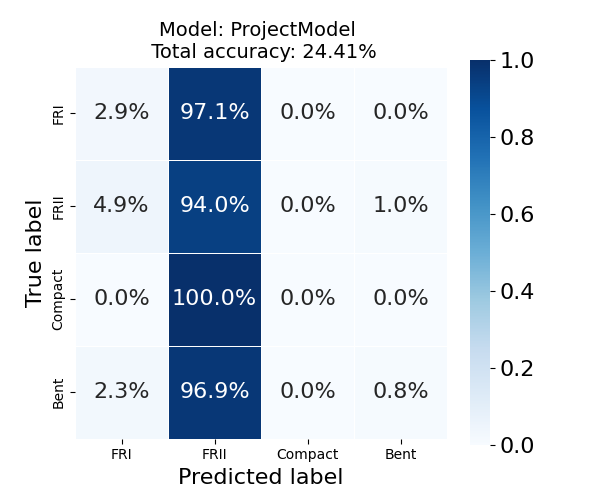 Model: ProjectModel
Total accuracy: 24.41%
FRI 2.9% 97.1% 0.0% 0.0%
FRII 4.9% 94.0% 0.0% 1.0%
Compact 0.0% 100.0% 0.0% 0.0%
Bent 2.3% 96.9% 0.0% 0.8%
True label
FRI FRII Compact Bent
Predicted label
1.0
0.8
0.6
0.4
0.2
0.0